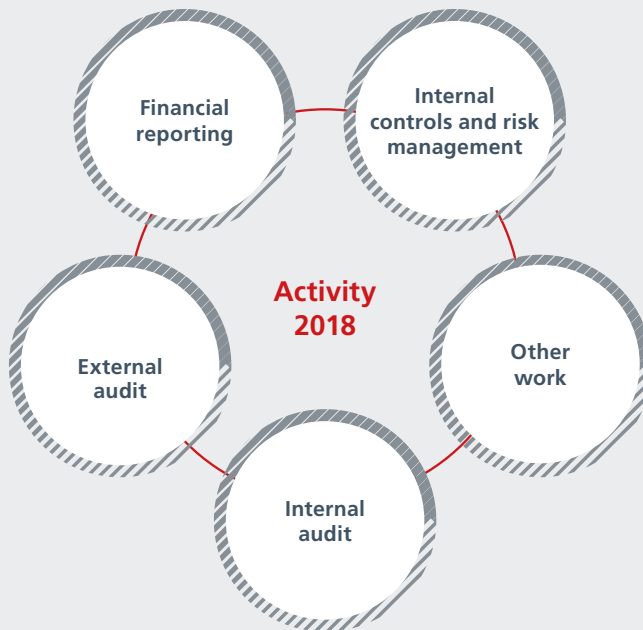 Financial
reporting
Internal
controls and risk
management
Activity
2018
External
audit
Other
work
Internal
audit